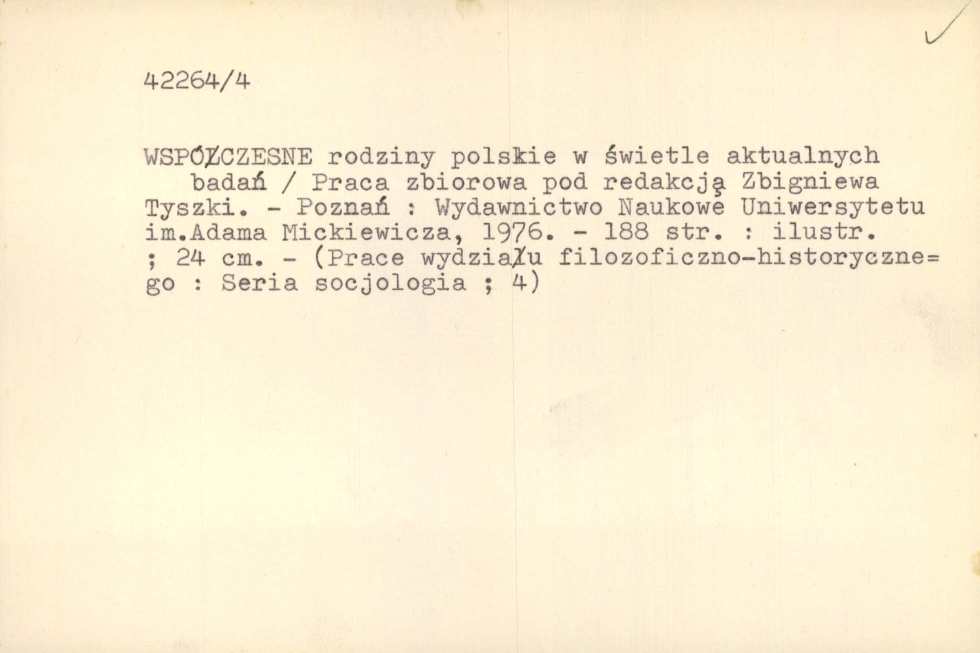 42264/4
WSPÓŁCZESNE rodziny polskie w świetle aktualnych
badań / Praca zbiorowa pod redakcją Zbigniewa
Tyszki. - Poznań : Wydawnictwo Naukowe Uniwersytetu
im.Adama Mickiewicza, 1976. - 188 str. : ilustr.
; 24 cm. - (Prace wydziału filozoficzno-historyczne=
go : Seria socjologia ; 4)